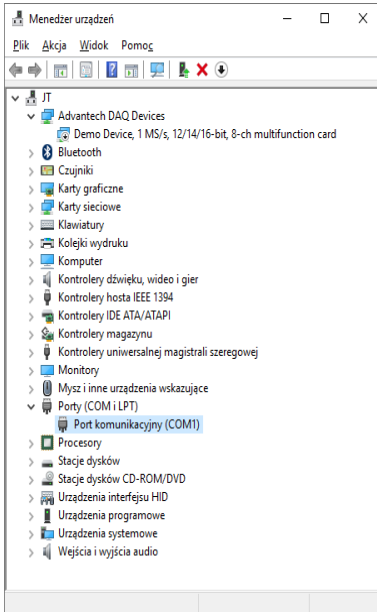 Menedżer urządzeń
Plik Akcja Widok Pomoc
JT
Advantech DAQ Devices
Demo Device, 1 MS/s, 12/14/16-bit, 8-ch multifunction card
Bluetooth
Czujniki
Karty graficzne
Karty sieciowe
Klawiatury
Kolejki wydruku
Komputer
Kontrolery dźwięku, wideo i gier
Kontrolery hosta IEEE 1394
Kontrolery IDE ATA/ATAPI
Kontrolery magazynu
Kontrolery uniwersalnej magistrali szeregowej
Monitory
Mysz i inne urządzenia wskazujące
Porty (COM i LPT)
Port komunikacyjny (COM1)
Procesory
Stacje dysków
Stacje dysków CD-ROM/DVD
Urządzenia interfejsu HID
Urządzenia programowe
Urządzenia systemowe
Wejścia i wyjścia audio